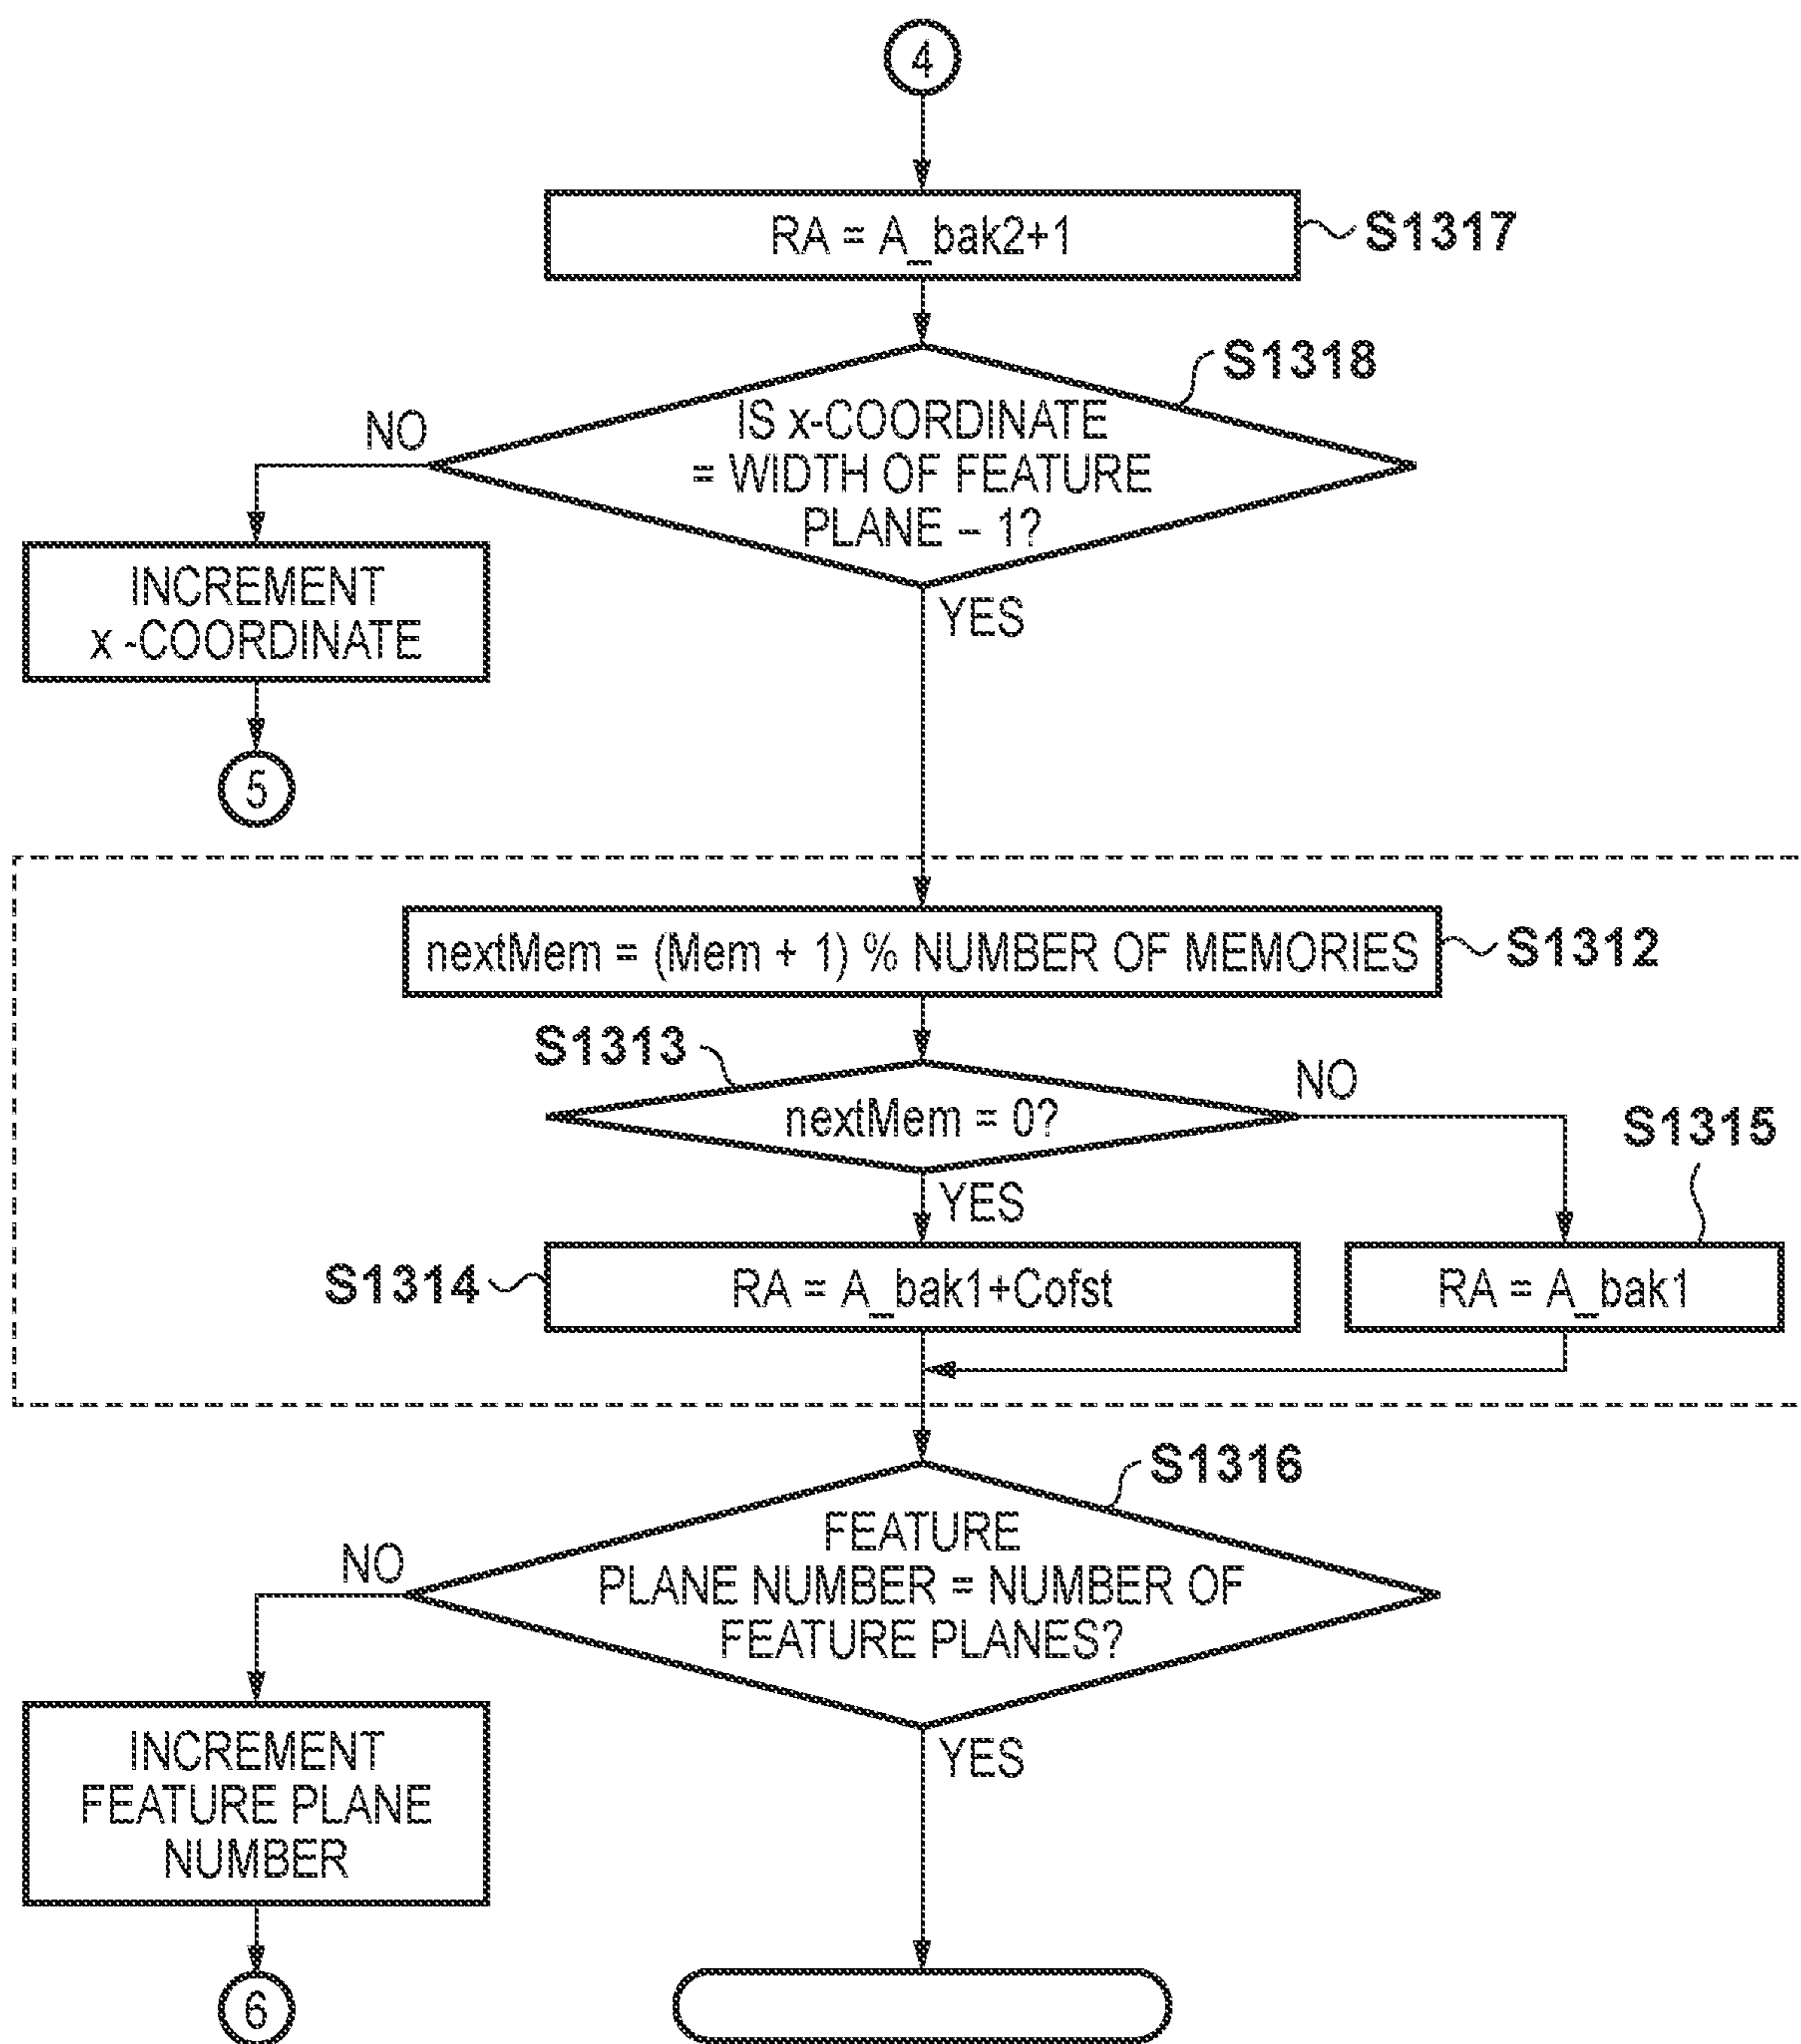 4
RA = A_bak2+1
S1317
S1318
IS x-COORDINATE
= WIDTH OF FEATURE
PLANE – 1?
NO
YES
INCREMENT
x -COORDINATE
5
nextMem = (Mem + 1) % NUMBER OF MEMORIES
S1312
S1313
nextMem = 0?
NO
YES
S1315
S1314
RA = A_bak1+Cofst
RA = A_bak1
S1316
FEATURE
PLANE NUMBER = NUMBER OF
FEATURE PLANES?
NO
YES
INCREMENT
FEATURE PLANE
NUMBER
6